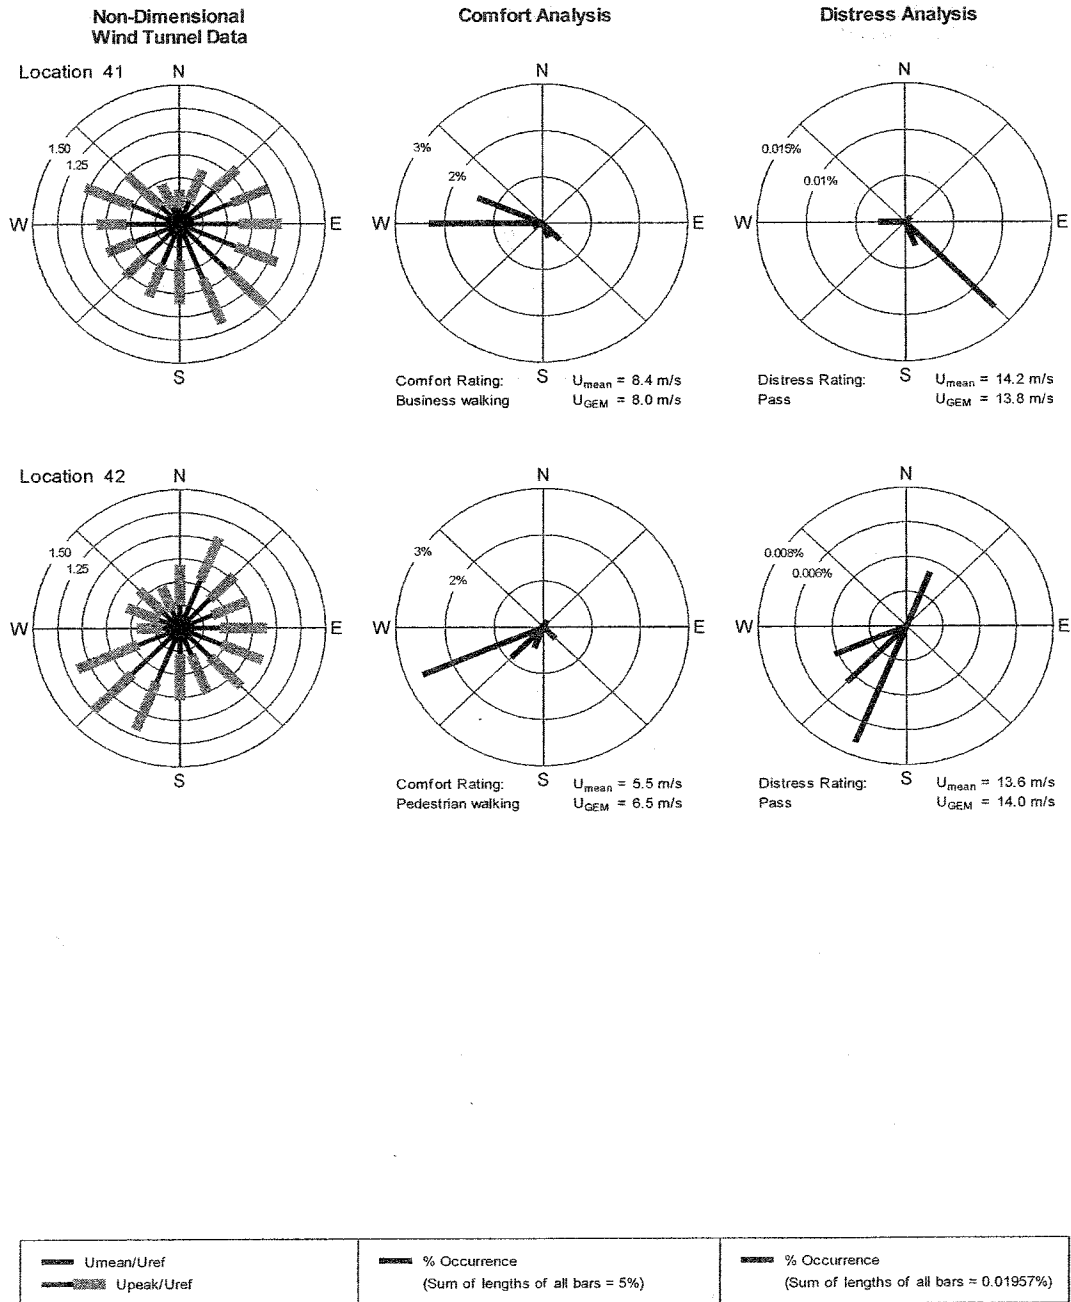 Non-Dimensional
Wind Tunnel Data
Comfort Analysis
Distress Analysis
Location 41
N
1.50
1.25
W
E
S
N
3%
2%
W
E
S
Comfort Rating:
Business walking
Umean = 8.4 m/s
UGEM = 8.0 m/s
N
0.015%
0.01%
W
E
S
Distress Rating:
Pass
Umean = 14.2 m/s
UGEM = 13.8 m/s
Location 42
N
1.50
1.25
W
E
S
N
3%
2%
W
E
S
Comfort Rating:
Pedestrian walking
Umean = 5.5 m/s
UGEM = 6.5 m/s
N
0.008%
0.006%
W
E
S
Distress Rating:
Pass
Umean = 13.6 m/s
UGEM = 14.0 m/s
Umean/Uref
Upeak/Uref
% Occurrence
(Sum of lengths of all bars = 5%)
% Occurrence
(Sum of lengths of all bars = 0.01957%)